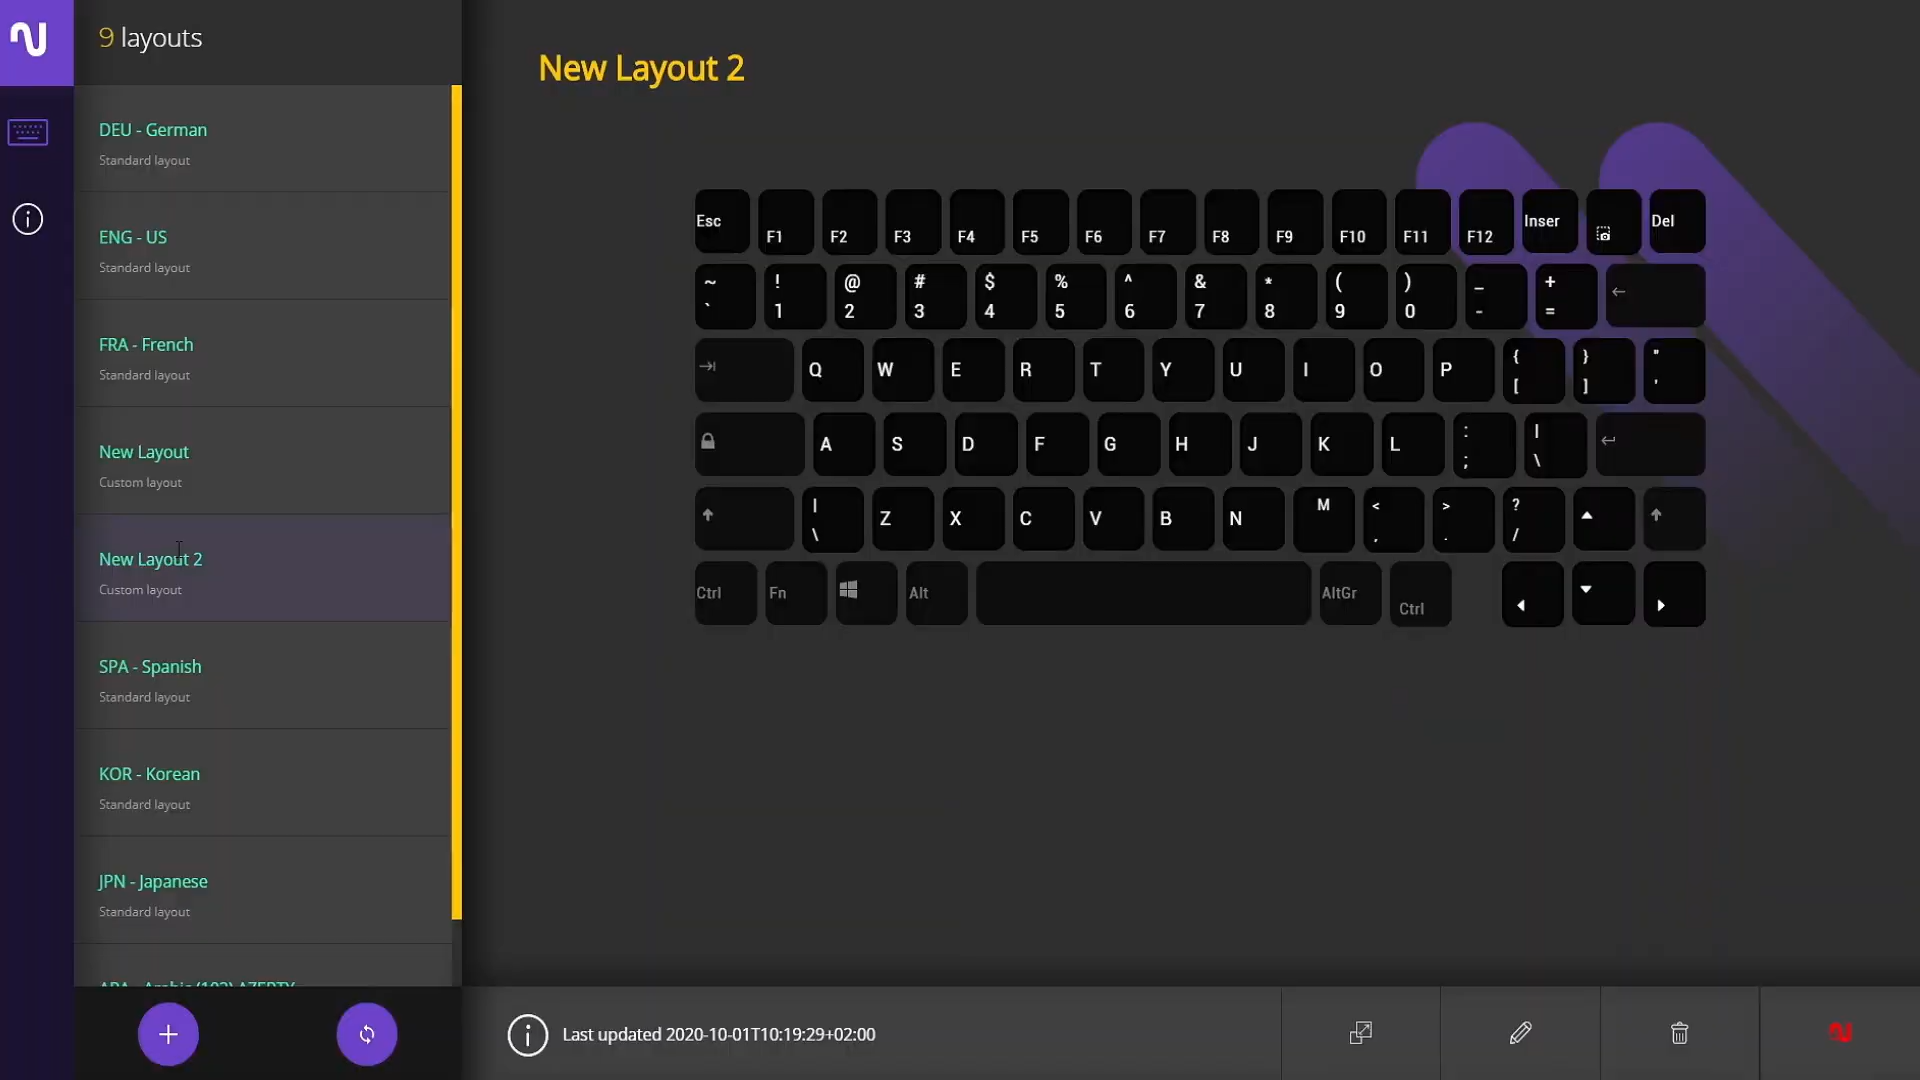 9 layouts
DEU - German
Standard layout
ENG - US
Standard layout
FRA - French
Standard layout
New Layout
Custom layout
New Layout 2
Custom layout
SPA - Spanish
Standard layout
KOR - Korean
Standard layout
JPN - Japanese
Standard layout
ARA - Arabic (102) AZERTY
New Layout 2
Esc F1 F2 F3 F4 F5 F6 F7 F8 F9 F10 F11 F12 Inser Del
~ ! @ # $ % ^ & * ( ) _ +
` 1 2 3 4 5 6 7 8 9 0 - = ←
Q W E R T Y U I O P { } "
[ ] '
A S D F G H J K L : |
; \
| Z X C V B N M < > ?
\ , . /
Ctrl Fn Alt AltGr Ctrl
Last updated 2020-10-01T10:19:29+02:00